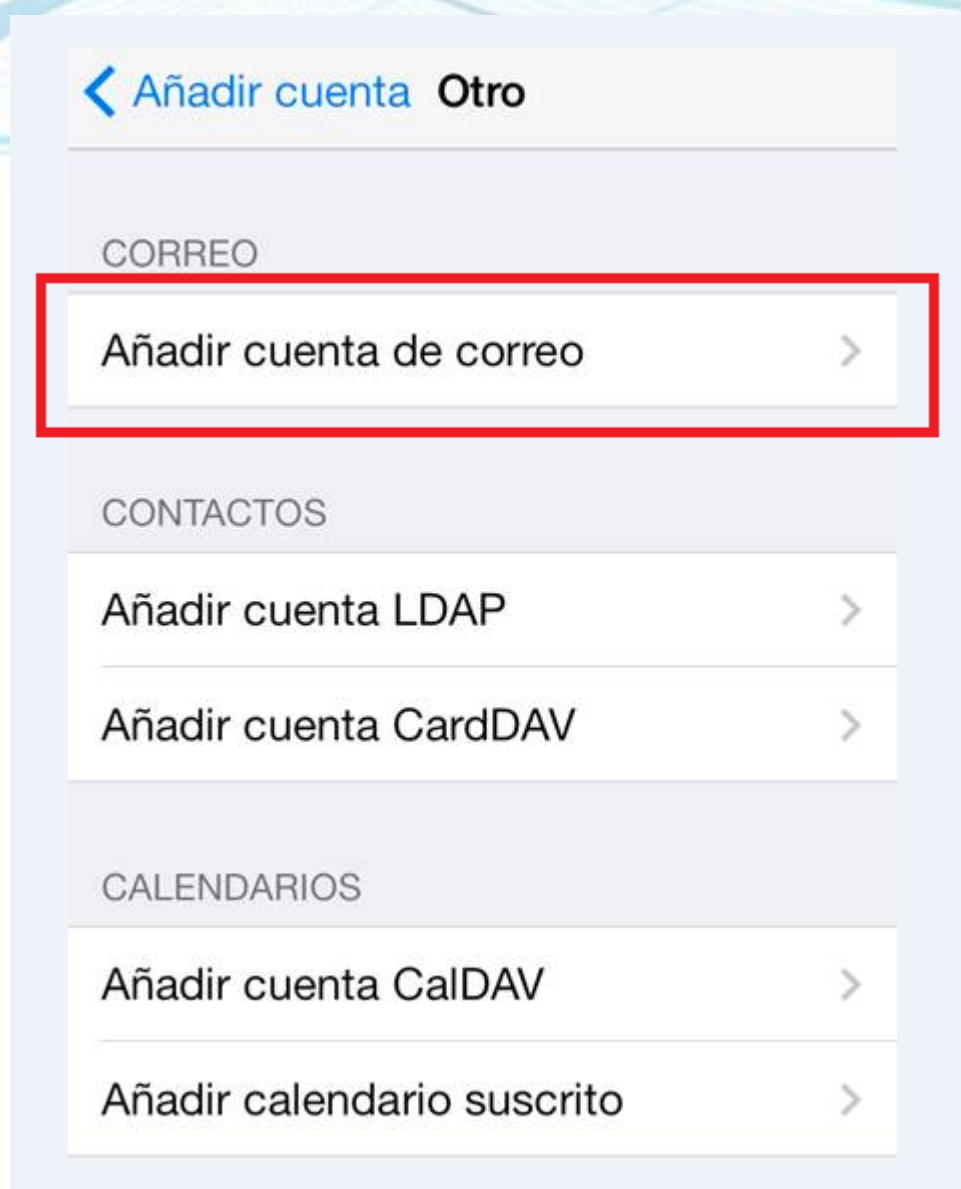 Añadir cuenta Otro
CORREO
Añadir cuenta de correo
CONTACTOS
Añadir cuenta LDAP
Añadir cuenta CardDAV
CALENDARIOS
Añadir cuenta CalDAV
Añadir calendario suscrito